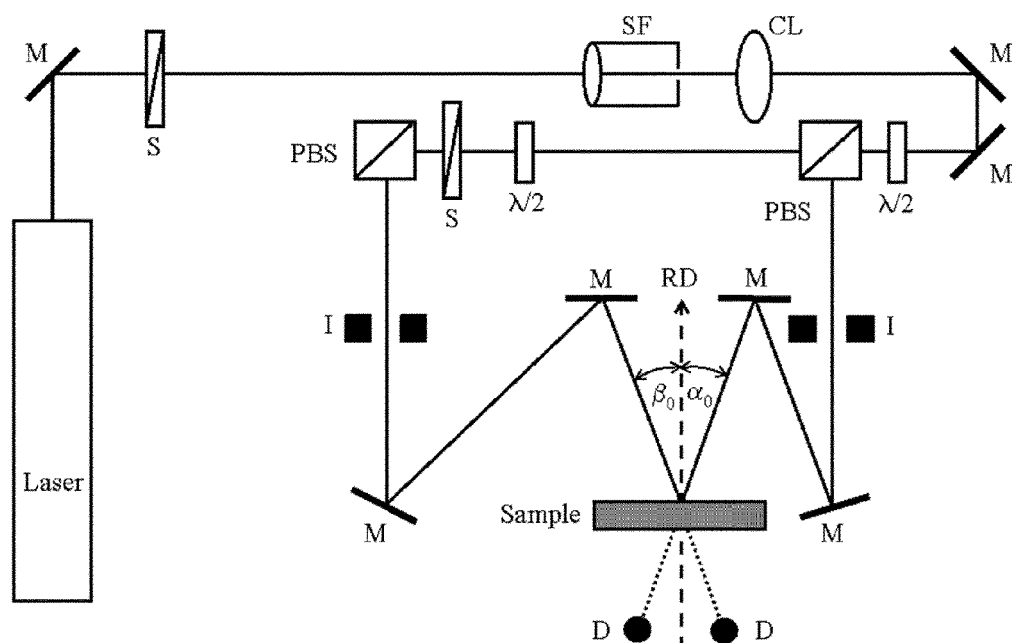 SF CL
M M
S
PBS
S λ/2 PBS λ/2 M
M RD M
I I
β₀ α₀
Laser
Sample
M M
D D